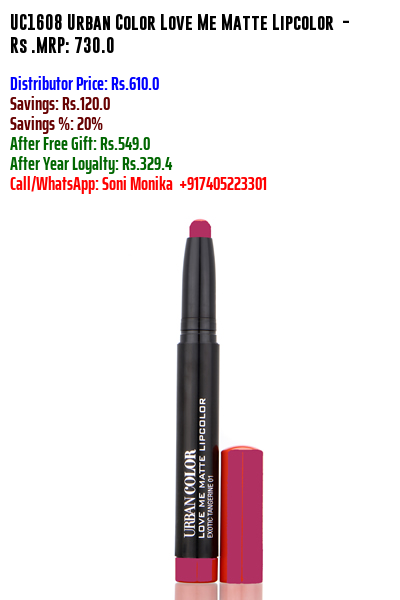 UC1608 Urban Color Love Me Matte Lipcolor -
Rs .MRP: 730.0
Distributor Price: Rs.610.0
Savings: Rs.120.0
Savings %: 20%
After Free Gift: Rs.549.0
After Year Loyalty: Rs.329.4
Call/WhatsApp: Soni Monika +917405223301
URBAN COLOR
LOVE ME MATTE LIPCOLOR
EXOTIC TANGERINE 01